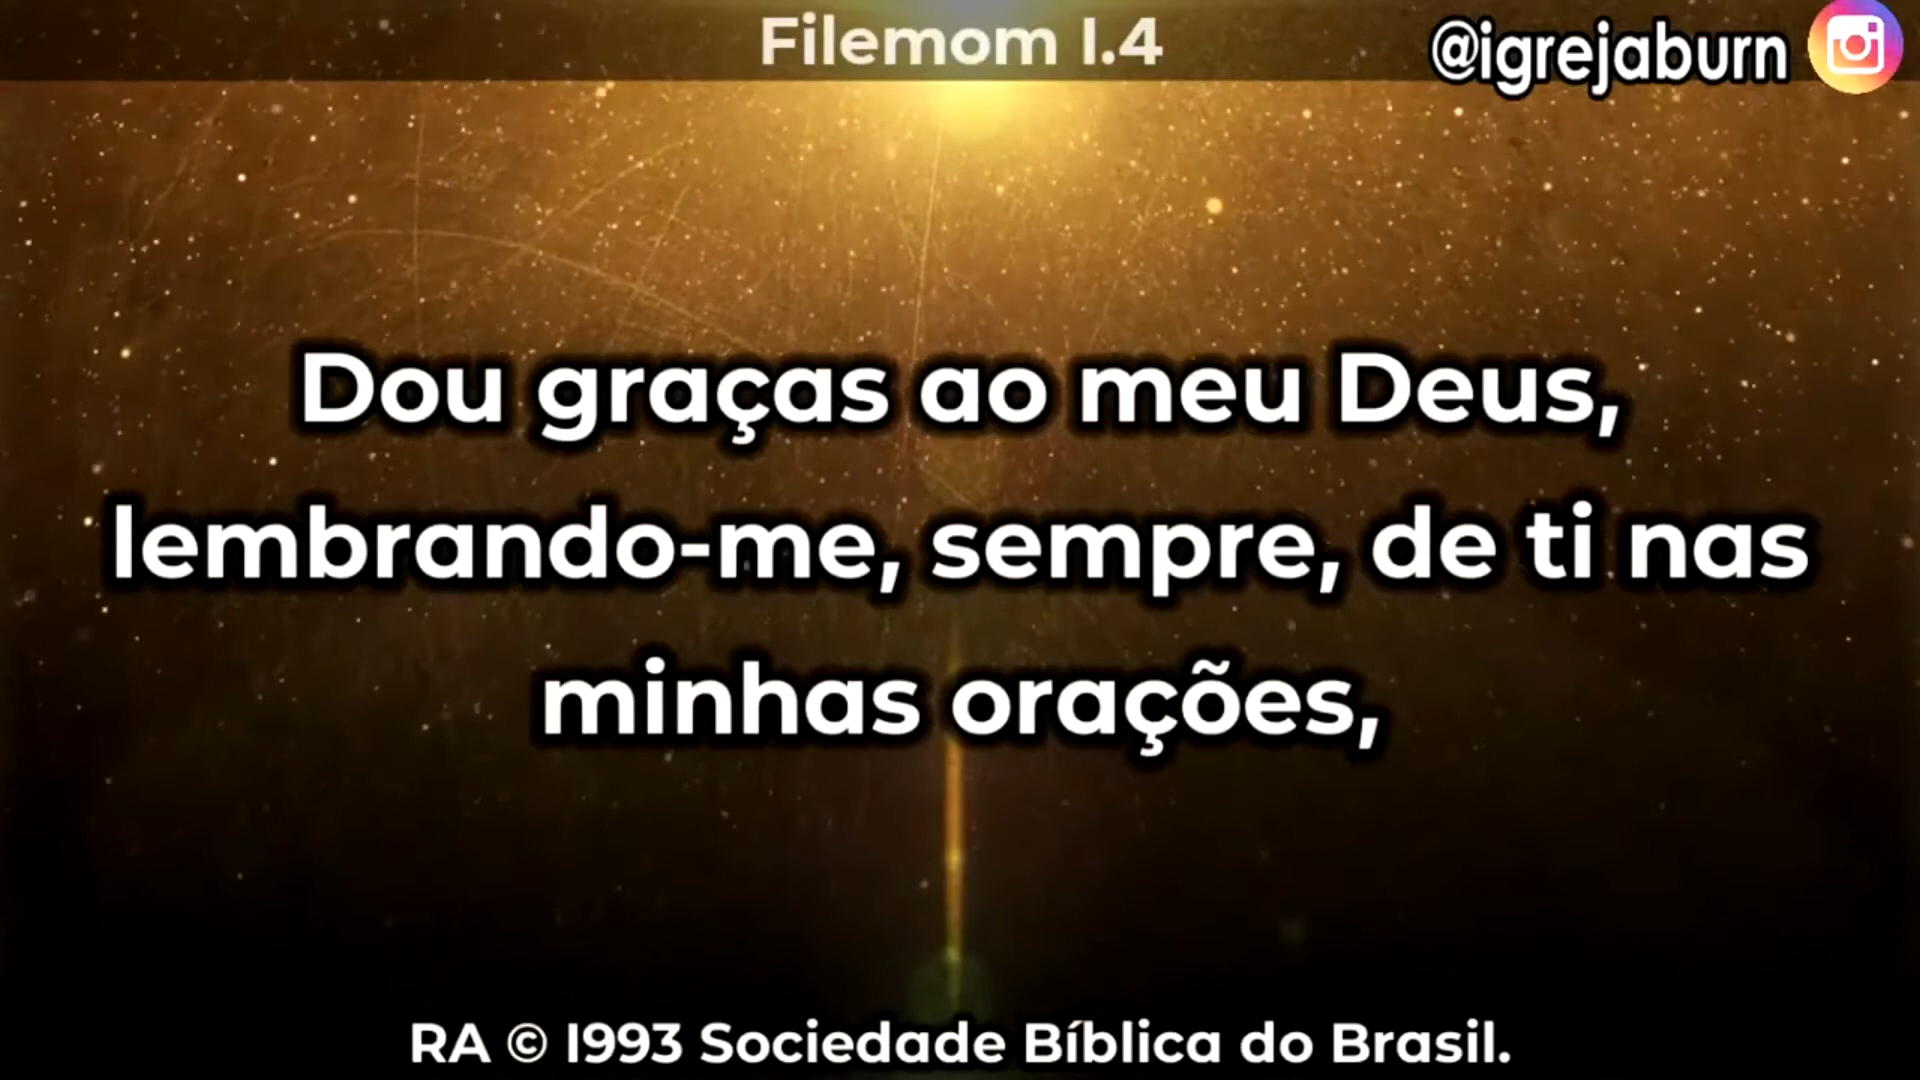 Filemom 1.4
@igrejaburn
Dou graças ao meu Deus,
lembrando-me, sempre, de ti nas
minhas orações,
RA © 1993 Sociedade Bíblica do Brasil.